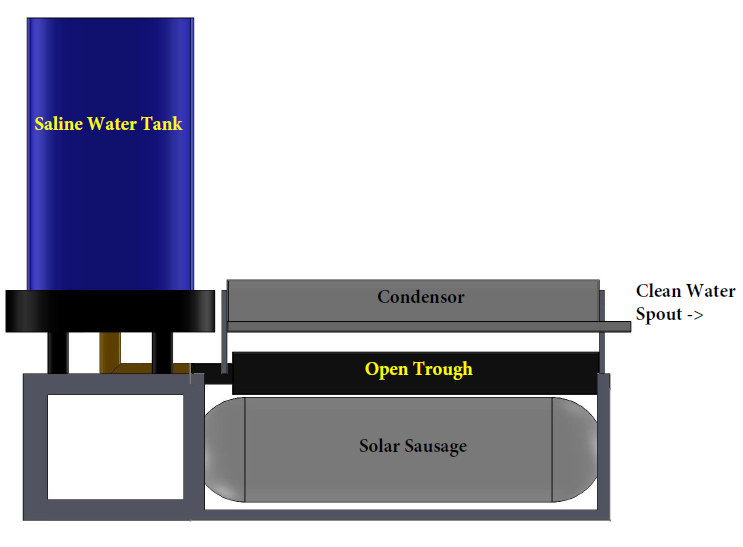 Saline Water Tank
Condensor
Clean Water
Spout ->
Open Trough
Solar Sausage